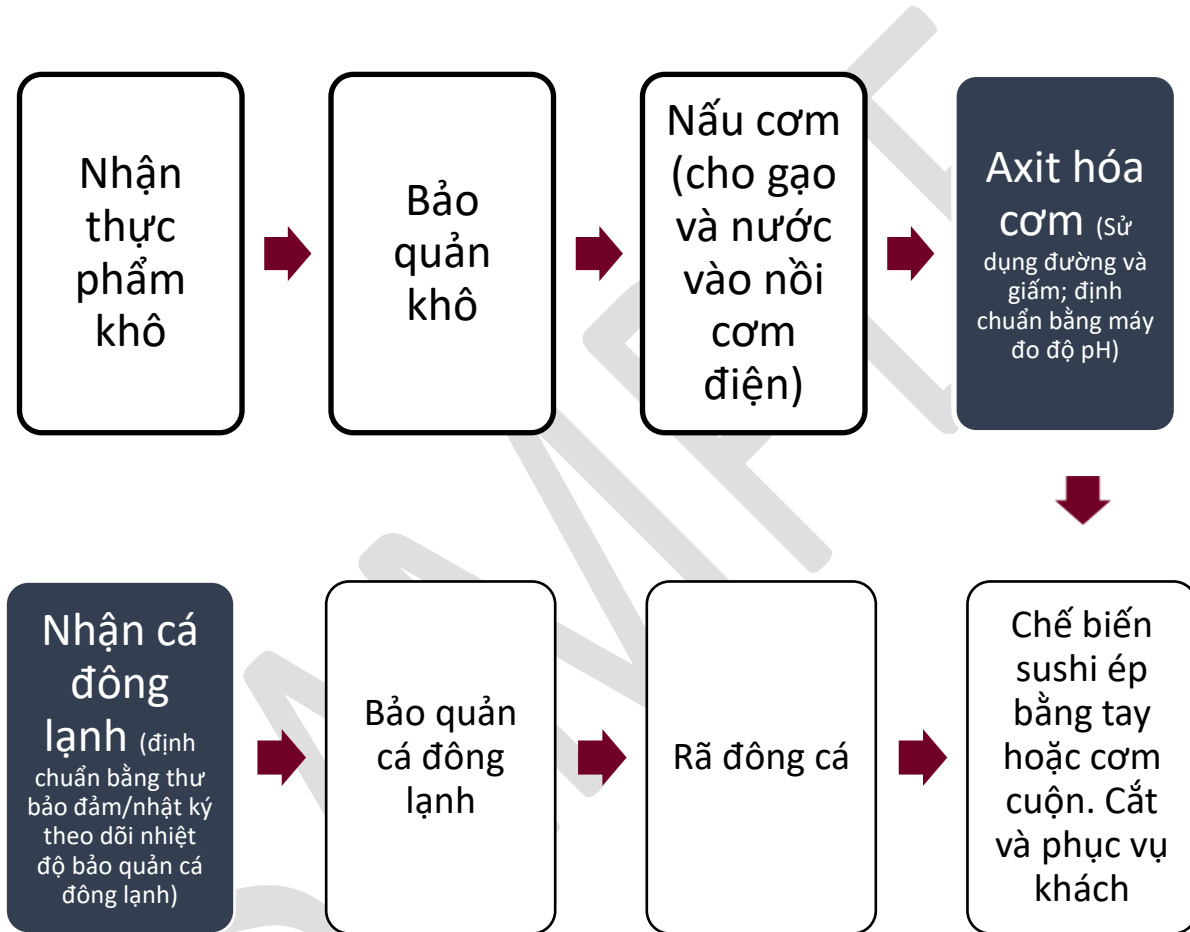 Nhận
thực
phẩm
khô
Bảo
quản
khô
Nấu cơm
(cho gạo
và nước
vào nồi
cơm
điện)
Axit hóa
cơm (Sử
dụng đường và
giấm; định
chuẩn bằng máy
đo độ pH)
Nhận cá
đông
lạnh (định
chuẩn bằng thư
bảo đảm/nhật ký
theo dõi nhiệt
độ bảo quản cá
đông lạnh)
Bảo quản
cá đông
lạnh
Rã đông cá
Chế biến
sushi ép
bằng tay
hoặc cơm
cuộn. Cắt
và phục vụ
khách